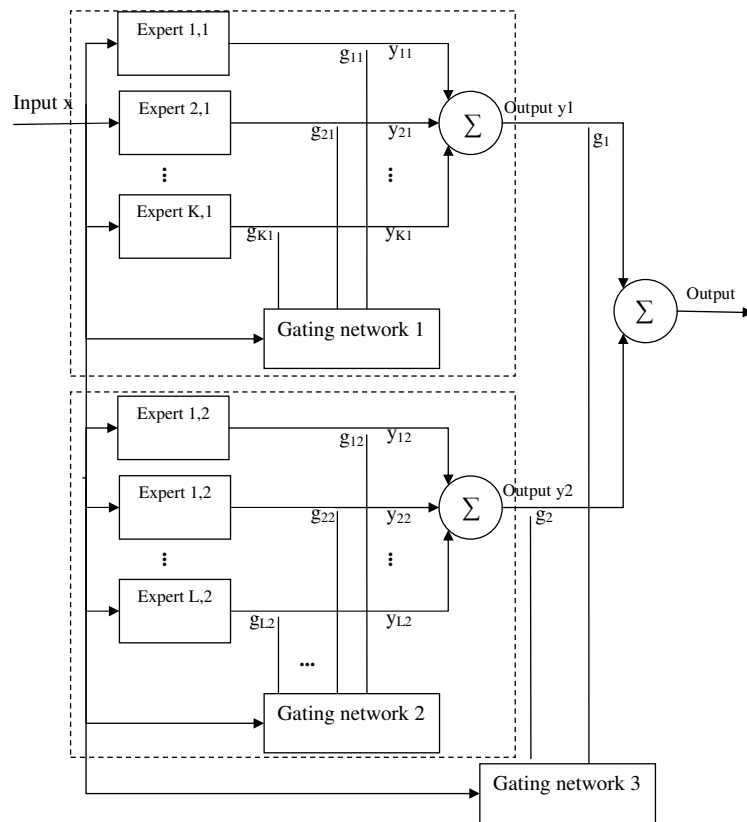 Expert 1,1
g11
y11
Input x
Expert 2,1
g21
y21
Σ
Output y1
g1
⋮
⋮
Expert K,1
gK1
yK1
Gating network 1
Σ
Output
Expert 1,2
g12
y12
Expert 1,2
g22
y22
Σ
Output y2
g2
⋮
⋮
Expert L,2
gL2
yL2
...
Gating network 2
Gating network 3